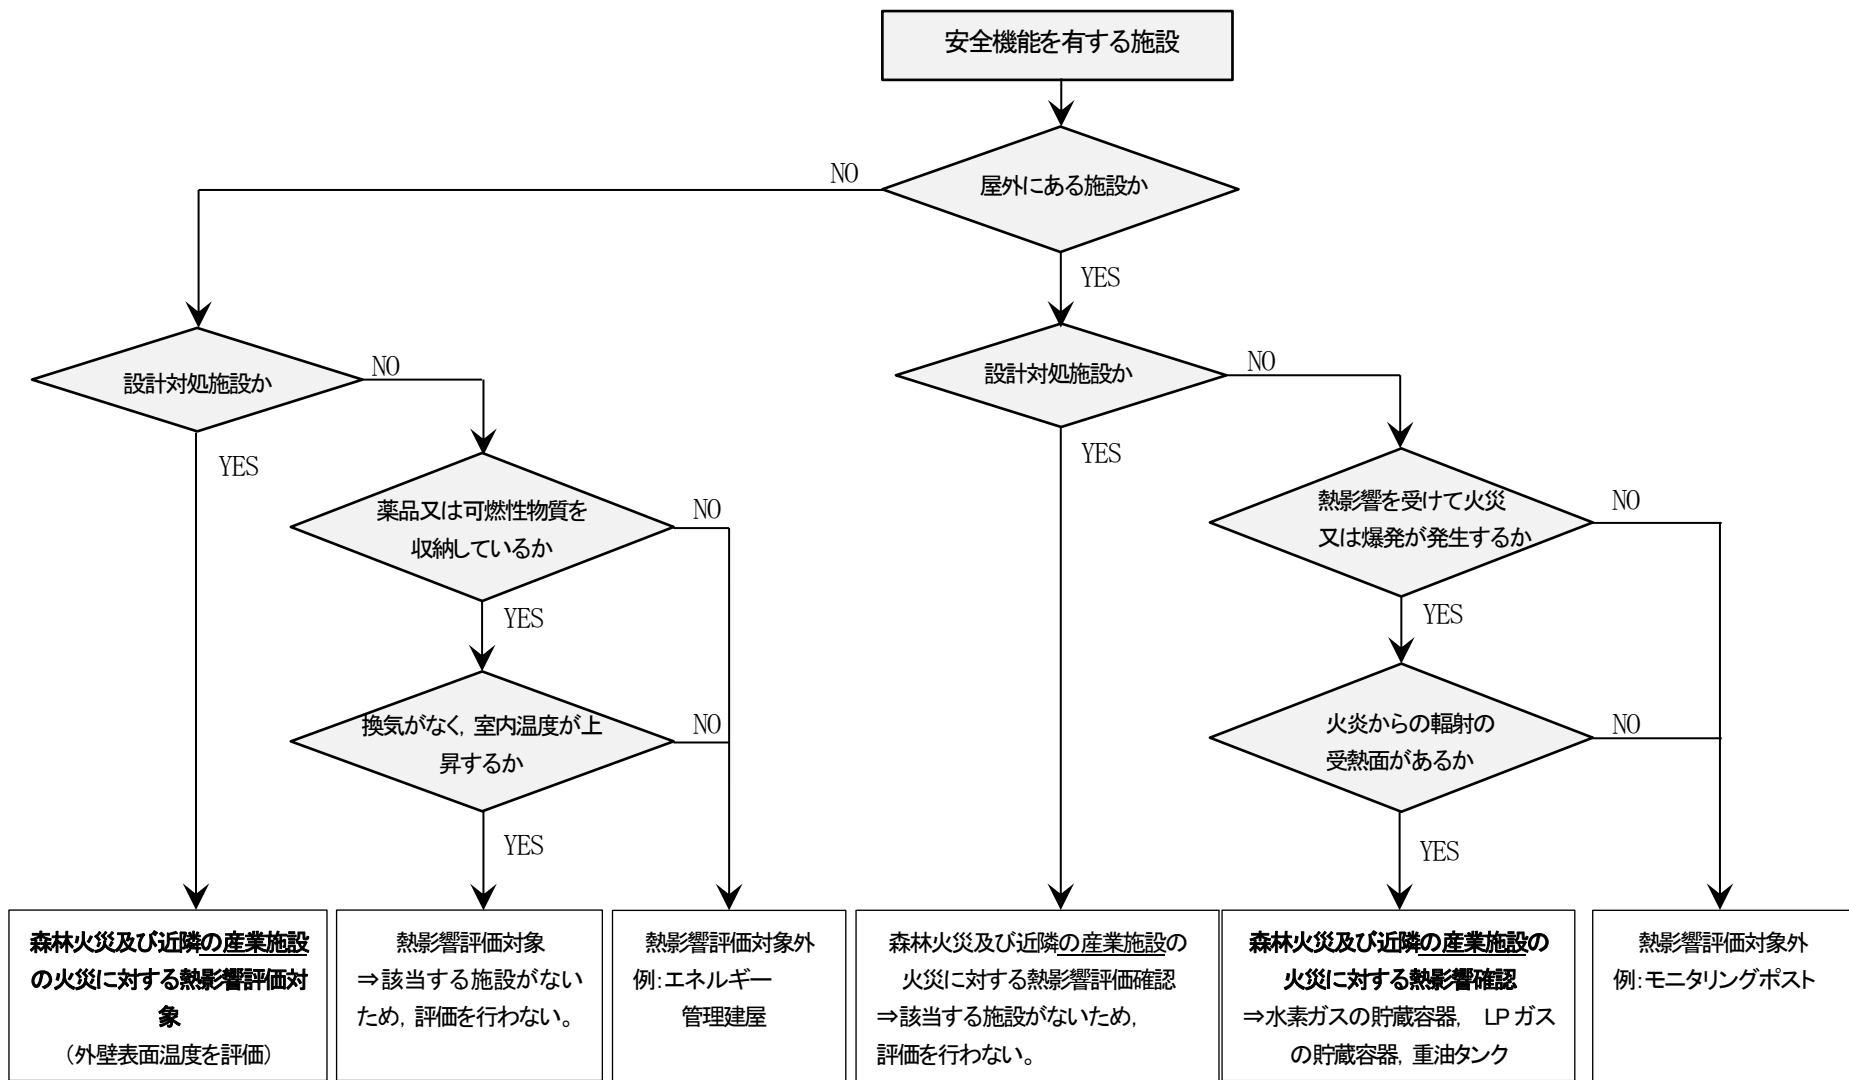 安全機能を有する施設
屋外にある施設か
NO
YES
設計対処施設か
NO
YES
薬品又は可燃性物質を
収納しているか
NO
YES
換気がなく，室内温度が上
昇するか
NO
YES
設計対処施設か
NO
YES
熱影響を受けて火災
又は爆発が発生するか
NO
YES
火炎からの輻射の
受熱面があるか
NO
YES
森林火災及び近隣の産業施設
の火災に対する熱影響評価対
象
（外壁表面温度を評価）
熱影響評価対象
⇒該当する施設がない
ため，評価を行わない。
熱影響評価対象外
例：エネルギー
管理建屋
森林火災及び近隣の産業施設の
火災に対する熱影響評価確認
⇒該当する施設がないため，
評価を行わない。
森林火災及び近隣の産業施設の
火災に対する熱影響確認
⇒水素ガスの貯蔵容器，　LPガス
の貯蔵容器，重油タンク
熱影響評価対象外
例：モニタリングポスト